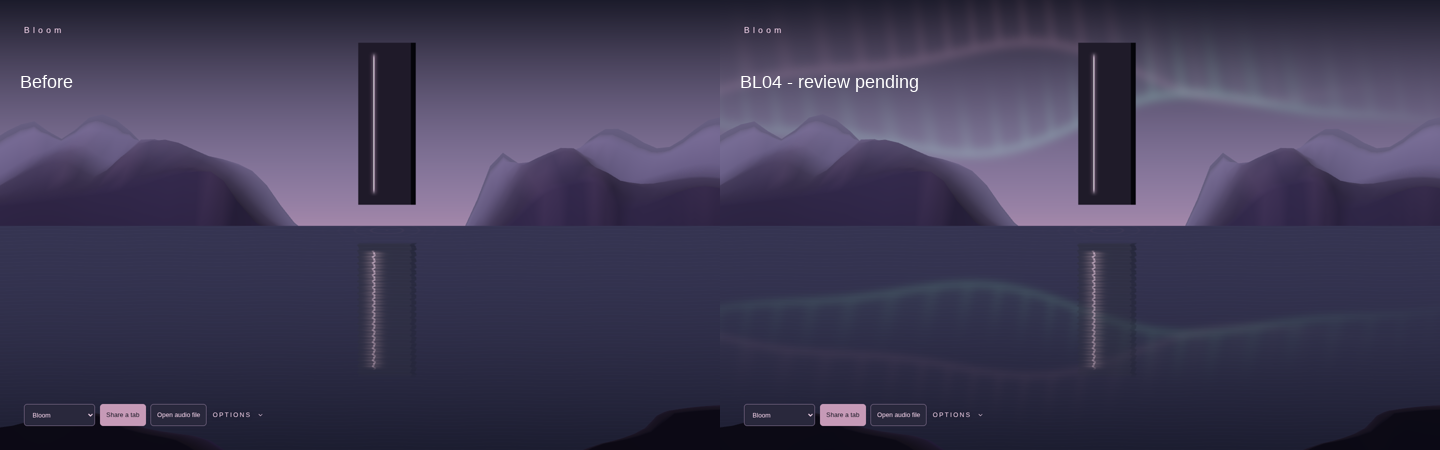 Bloom
Before
Bloom Share a tab Open audio file OPTIONS
Bloom
BL04 - review pending
Bloom Share a tab Open audio file OPTIONS